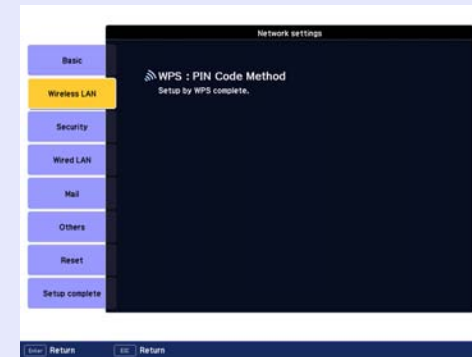 Network settings
Basic
Wireless LAN
Security
Wired LAN
Mail
Others
Reset
Setup complete
WPS : PIN Code Method
Setup by WPS complete.
Enter Return
ESC Return